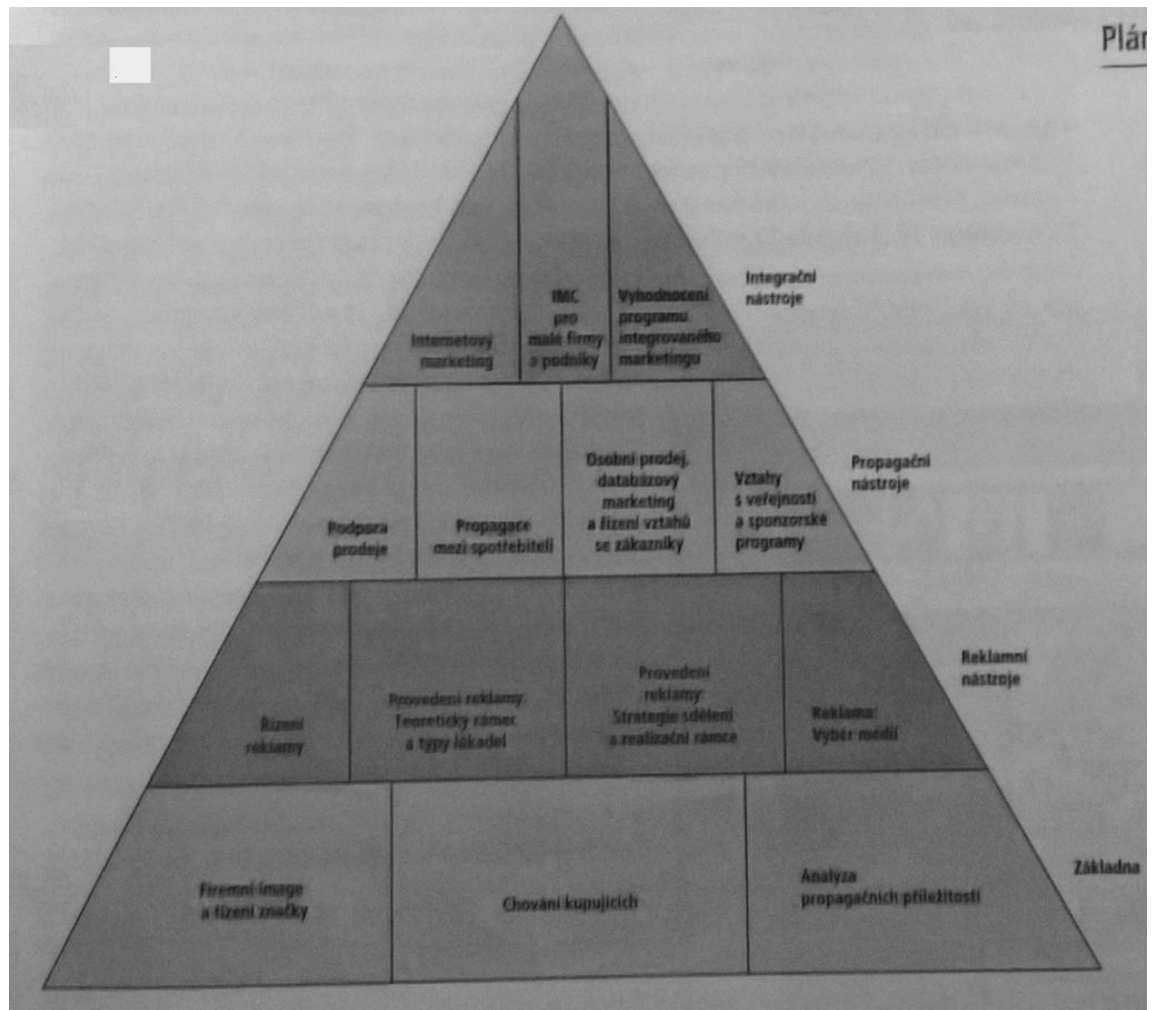 Plán
Integrační
nástroje
Internetový
marketing
IMC
pro
malé firmy
a podniky
Vyhodnocení
programu
integrovaného
marketingu
Propagační
nástroje
Podpora
prodeje
Propagace
mezi spotřebiteli
Osobní prodej,
databázový
marketing
a řízení vztahů
se zákazníky
Vztahy
s veřejností
a sponzorské
programy
Reklamní
nástroje
Řízení
reklamy
Provedení reklamy:
Teoretický rámec
a typy lákadel
Provedení
reklamy:
Strategie sdělení
a realizační rámce
Reklama:
Výběr médií
Základna
Firemní image
a řízení značky
Chování kupujících
Analýza
propagačních příležitostí